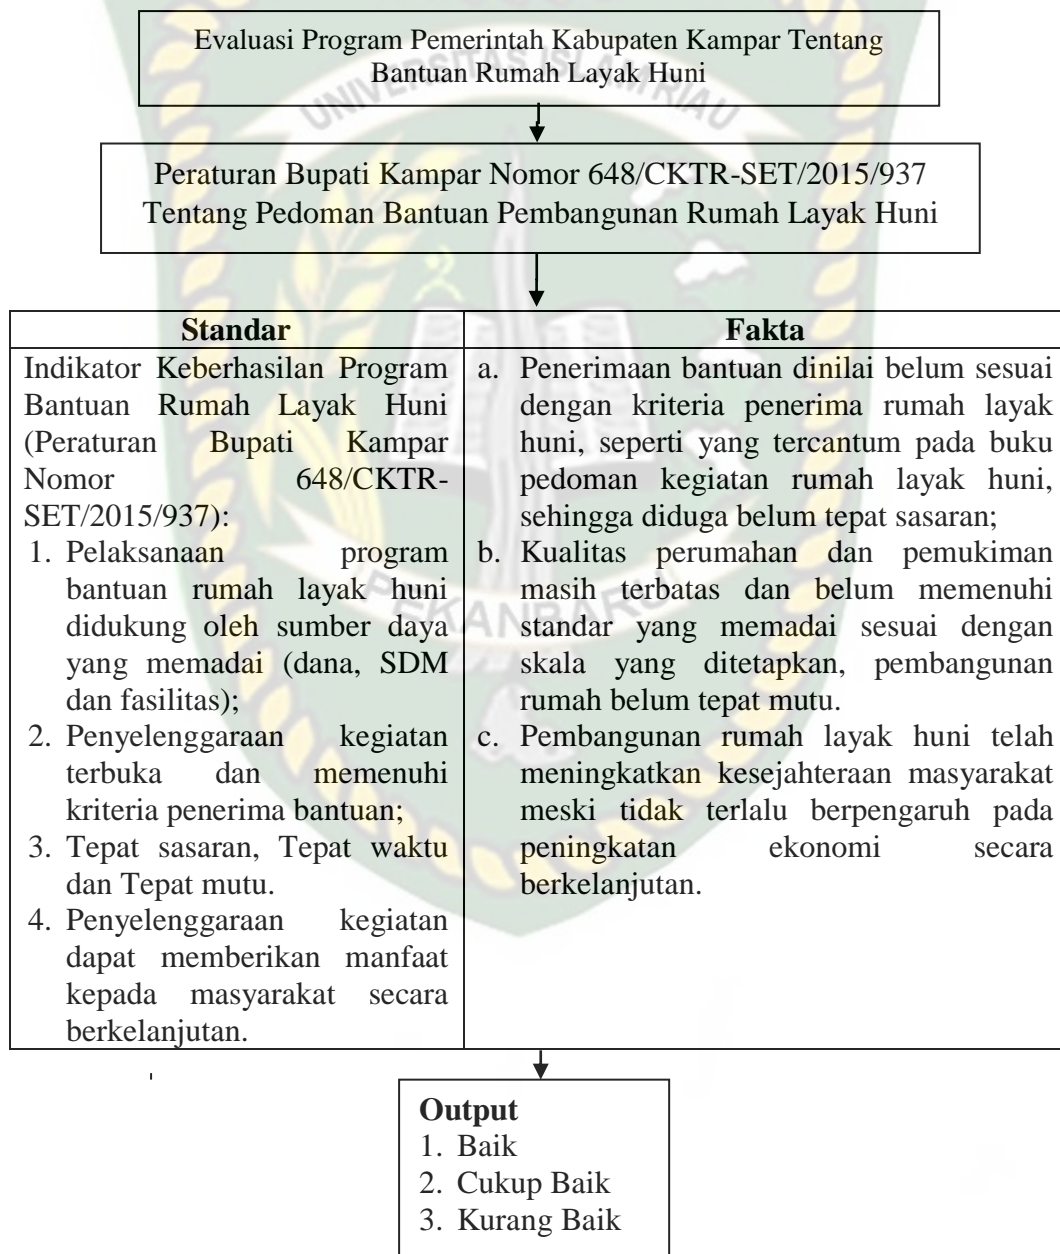 Evaluasi Program Pemerintah Kabupaten Kampar Tentang
Bantuan Rumah Layak Huni
UNIVERSITAS ISLAM RIAU
Peraturan Bupati Kampar Nomor 648/CKTR-SET/2015/937
Tentang Pedoman Bantuan Pembangunan Rumah Layak Huni
Standar
Indikator Keberhasilan Program
Bantuan Rumah Layak Huni
(Peraturan Bupati Kampar
Nomor 648/CKTR-
SET/2015/937):
1. Pelaksanaan program
bantuan rumah layak huni
didukung oleh sumber daya
yang memadai (dana, SDM
dan fasilitas);
2. Penyelenggaraan kegiatan
terbuka dan memenuhi
kriteria penerima bantuan;
3. Tepat sasaran, Tepat waktu
dan Tepat mutu.
4. Penyelenggaraan kegiatan
dapat memberikan manfaat
kepada masyarakat secara
berkelanjutan.
Fakta
a. Penerimaan bantuan dinilai belum sesuai
dengan kriteria penerima rumah layak
huni, seperti yang tercantum pada buku
pedoman kegiatan rumah layak huni,
sehingga diduga belum tepat sasaran;
b. Kualitas perumahan dan pemukiman
masih terbatas dan belum memenuhi
standar yang memadai sesuai dengan
skala yang ditetapkan, pembangunan
rumah belum tepat mutu.
c. Pembangunan rumah layak huni telah
meningkatkan kesejahteraan masyarakat
meski tidak terlalu berpengaruh pada
peningkatan ekonomi secara
berkelanjutan.
PEKANBARU
Output
1. Baik
2. Cukup Baik
3. Kurang Baik